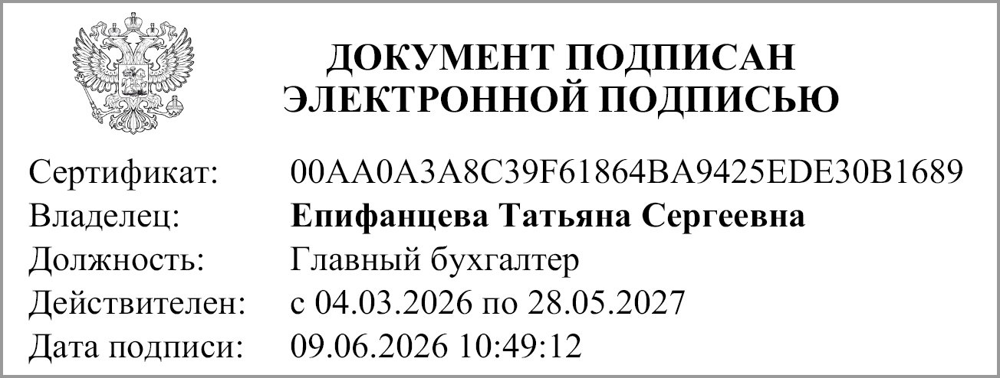 ДОКУМЕНТ ПОДПИСАН
ЭЛЕКТРОННОЙ ПОДПИСЬЮ
Сертификат: 00AA0A3A8C39F61864BA9425EDE30B1689
Владелец: Епифанцева Татьяна Сергеевна
Должность: Главный бухгалтер
Действителен: с 04.03.2026 по 28.05.2027
Дата подписи: 09.06.2026 10:49:12